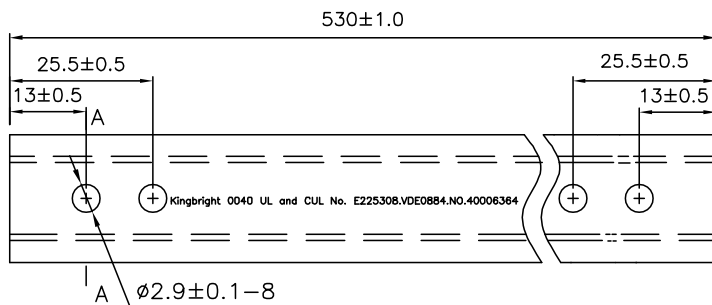 530±1.0
25.5±0.5 25.5±0.5
13±0.5 13±0.5
A
Kingbright 0040 UL and CUL No. E225308.VDE0884.NO.40006364
A ø2.9±0.1-8